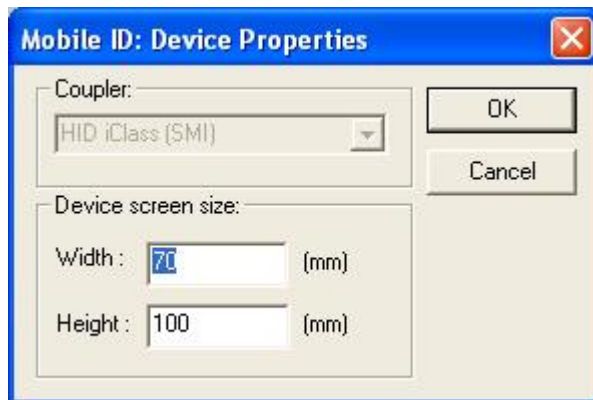 Mobile ID: Device Properties
Coupler:
HID iClass (SMI)
OK
Cancel
Device screen size:
Width : 70 (mm)
Height : 100 (mm)